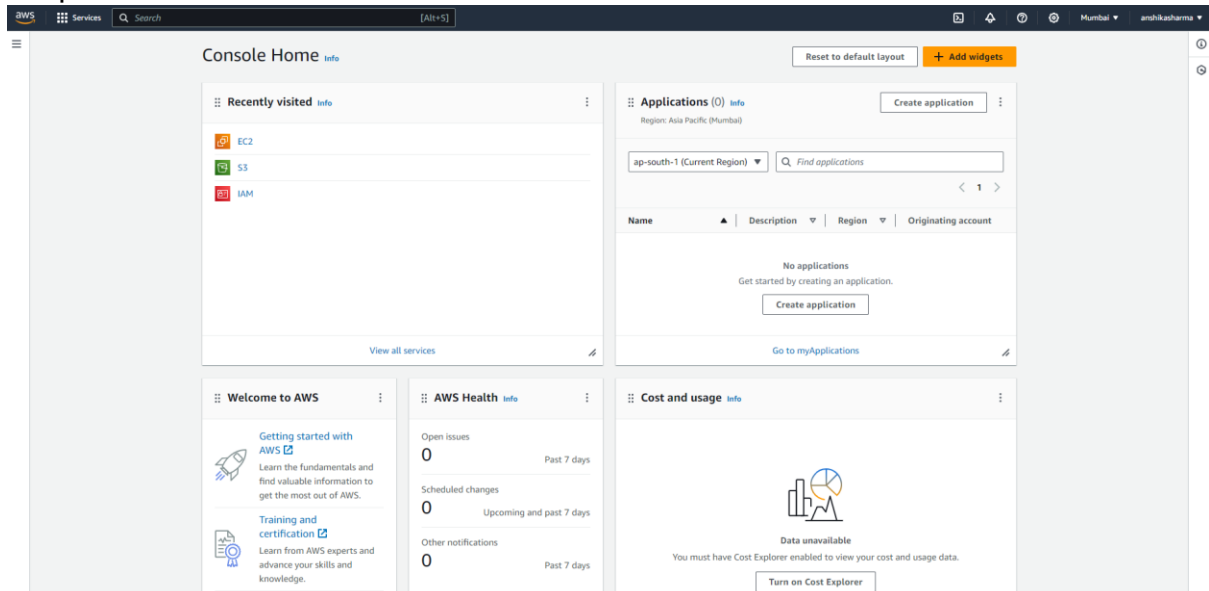 aws
Services
Search
[Alt+S]
Mumbai
anshikasharma
Console Home Info
Reset to default layout
+ Add widgets
Recently visited Info
EC2
S3
IAM
View all services
Applications (0) Info
Region: Asia Pacific (Mumbai)
Create application
ap-south-1 (Current Region)
Find applications
1
Name
Description
Region
Originating account
No applications
Get started by creating an application.
Create application
Go to myApplications
Welcome to AWS
Getting started with
AWS
Learn the fundamentals and
find valuable information to
get the most out of AWS.
Training and
certification
Learn from AWS experts and
advance your skills and
knowledge.
AWS Health Info
Open issues
0
Past 7 days
Scheduled changes
0
Upcoming and past 7 days
Other notifications
0
Past 7 days
Cost and usage Info
Data unavailable
You must have Cost Explorer enabled to view your cost and usage data.
Turn on Cost Explorer